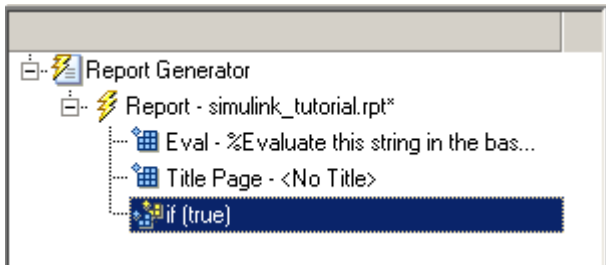 Report Generator
Report - simulink_tutorial.rpt*
Eval - %Evaluate this string in the bas...
Title Page - <No Title>
if (true)